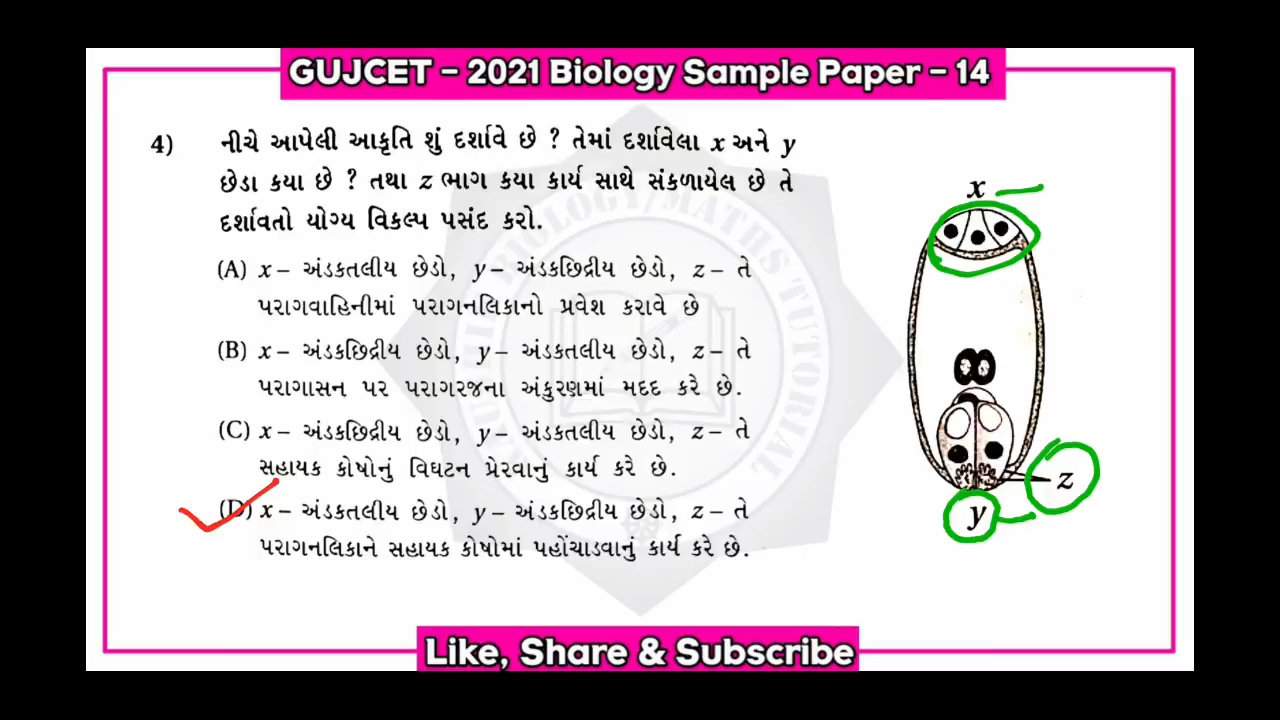 GUJCET – 2021 Biology Sample Paper – 14
4) નીચે આપેલી આકૃતિ શું દર્શાવે છે ? તેમાં દર્શાવેલા x અને y
છેડા કયા છે ? તથા z ભાગ કયા કાર્ય સાથે સંકળાયેલ છે તે
દર્શાવતો યોગ્ય વિકલ્પ પસંદ કરો.
(A) x – અંડકતલીય છેડો, y – અંડકછિદ્રીય છેડો, z – તે
પરાગવાહિનીમાં પરાગનલિકાનો પ્રવેશ કરાવે છે
(B) x – અંડકછિદ્રીય છેડો, y – અંડકતલીય છેડો, z – તે
પરાગાસન પર પરાગરજના અંકુરણમાં મદદ કરે છે.
(C) x – અંડકછિદ્રીય છેડો, y – અંડકતલીય છેડો, z – તે
સહાયક કોષોનું વિઘટન પ્રેરવાનું કાર્ય કરે છે.
(D) x – અંડકતલીય છેડો, y – અંડકછિદ્રીય છેડો, z – તે
પરાગનલિકાને સહાયક કોષોમાં પહોંચાડવાનું કાર્ય કરે છે.
x
z
y
Like, Share & Subscribe